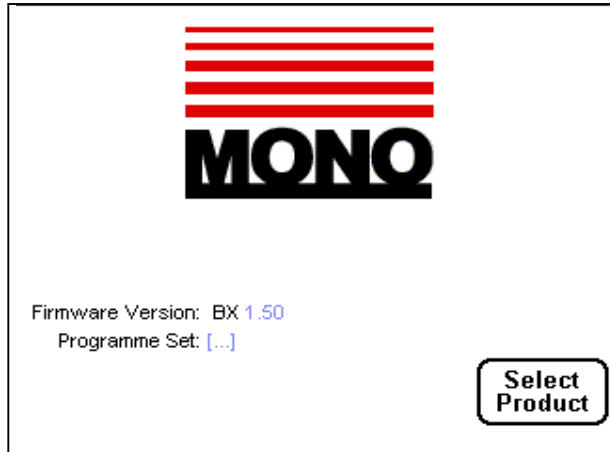 MONO
Firmware Version: BX 1.50
Programme Set: [...]
Select
Product